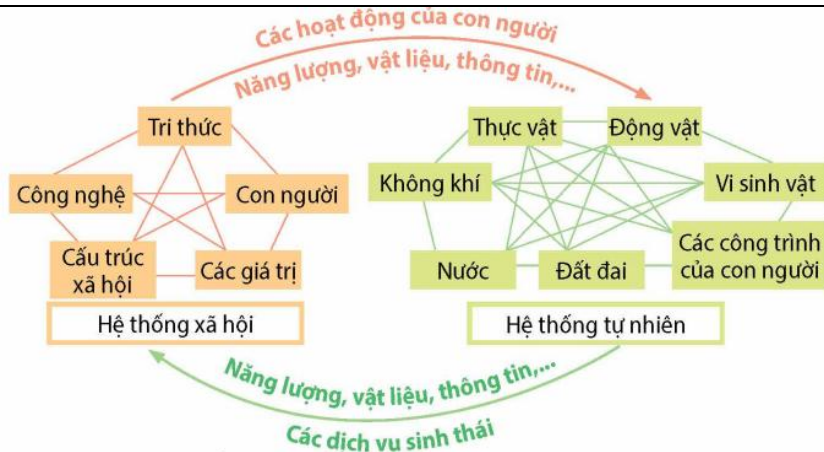 Các hoạt động của con người
Năng lượng, vật liệu, thông tin,...
Tri thức
Công nghệ
Con người
Cấu trúc
xã hội
Các giá trị
Hệ thống xã hội
Thực vật
Động vật
Không khí
Vi sinh vật
Nước
Đất đai
Các công trình
của con người
Hệ thống tự nhiên
Năng lượng, vật liệu, thông tin,...
Các dịch vụ sinh thái